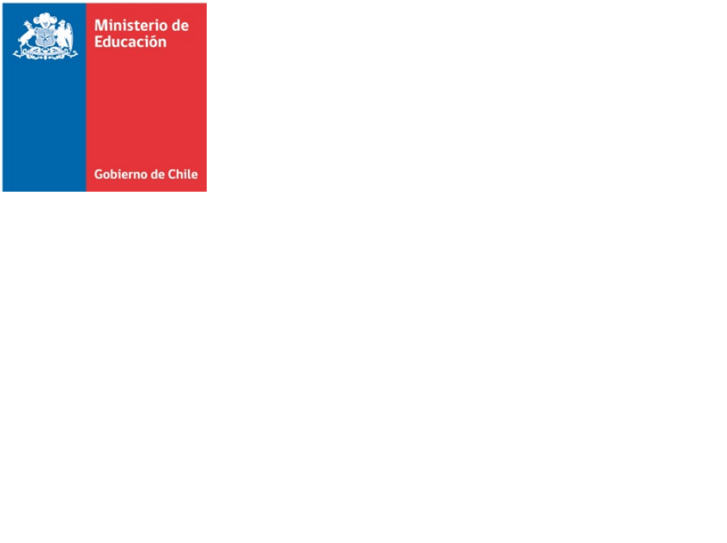 Ministerio de
Educación
Gobierno de Chile